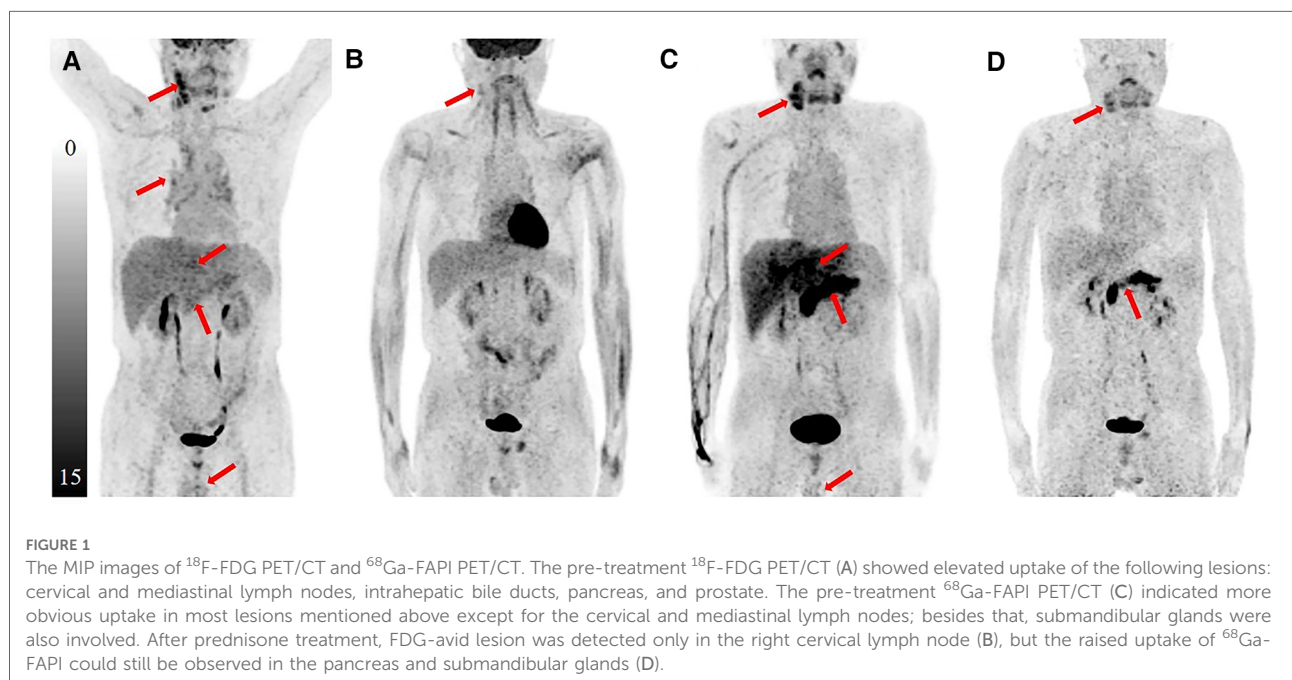 A
B
C
D
0
15
FIGURE 1
The MIP images of ¹⁸F-FDG PET/CT and ⁶⁸Ga-FAPI PET/CT. The pre-treatment ¹⁸F-FDG PET/CT (A) showed elevated uptake of the following lesions:
cervical and mediastinal lymph nodes, intrahepatic bile ducts, pancreas, and prostate. The pre-treatment ⁶⁸Ga-FAPI PET/CT (C) indicated more
obvious uptake in most lesions mentioned above except for the cervical and mediastinal lymph nodes; besides that, submandibular glands were
also involved. After prednisone treatment, FDG-avid lesion was detected only in the right cervical lymph node (B), but the raised uptake of ⁶⁸Ga-
FAPI could still be observed in the pancreas and submandibular glands (D).